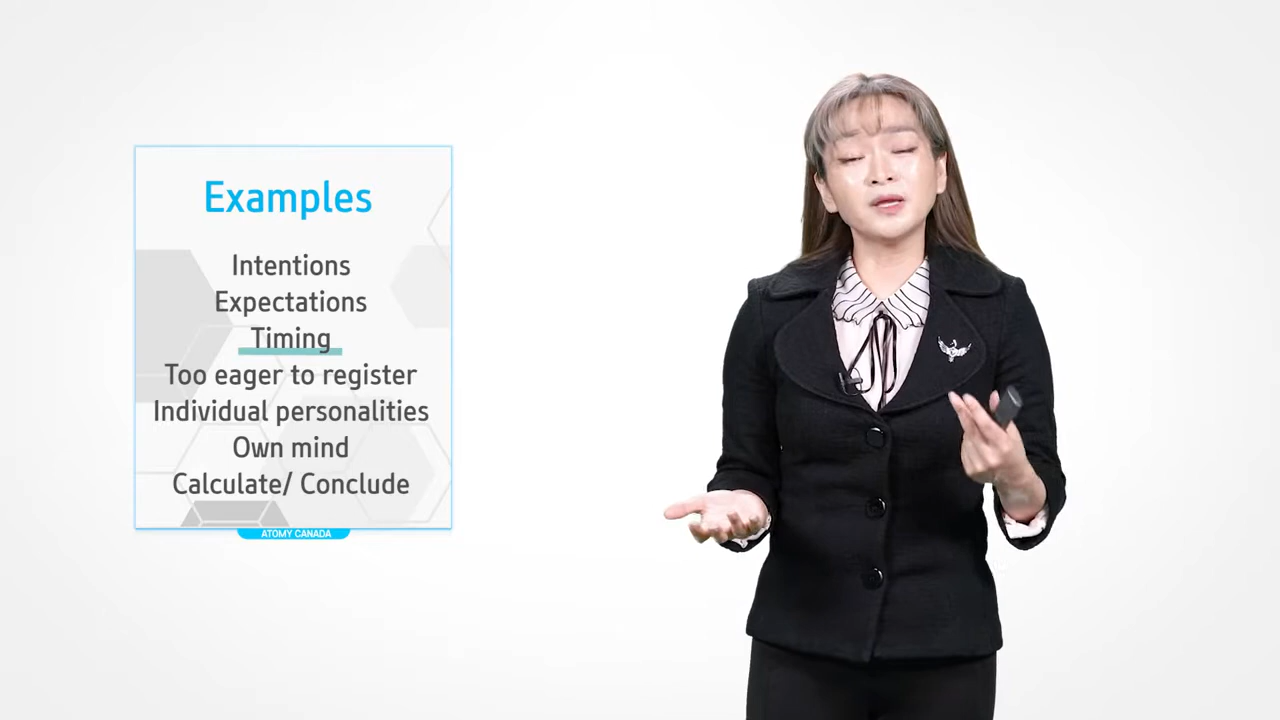 Examples
Intentions
Expectations
Timing
Too eager to register
Individual personalities
Own mind
Calculate/ Conclude
ATOMY CANADA